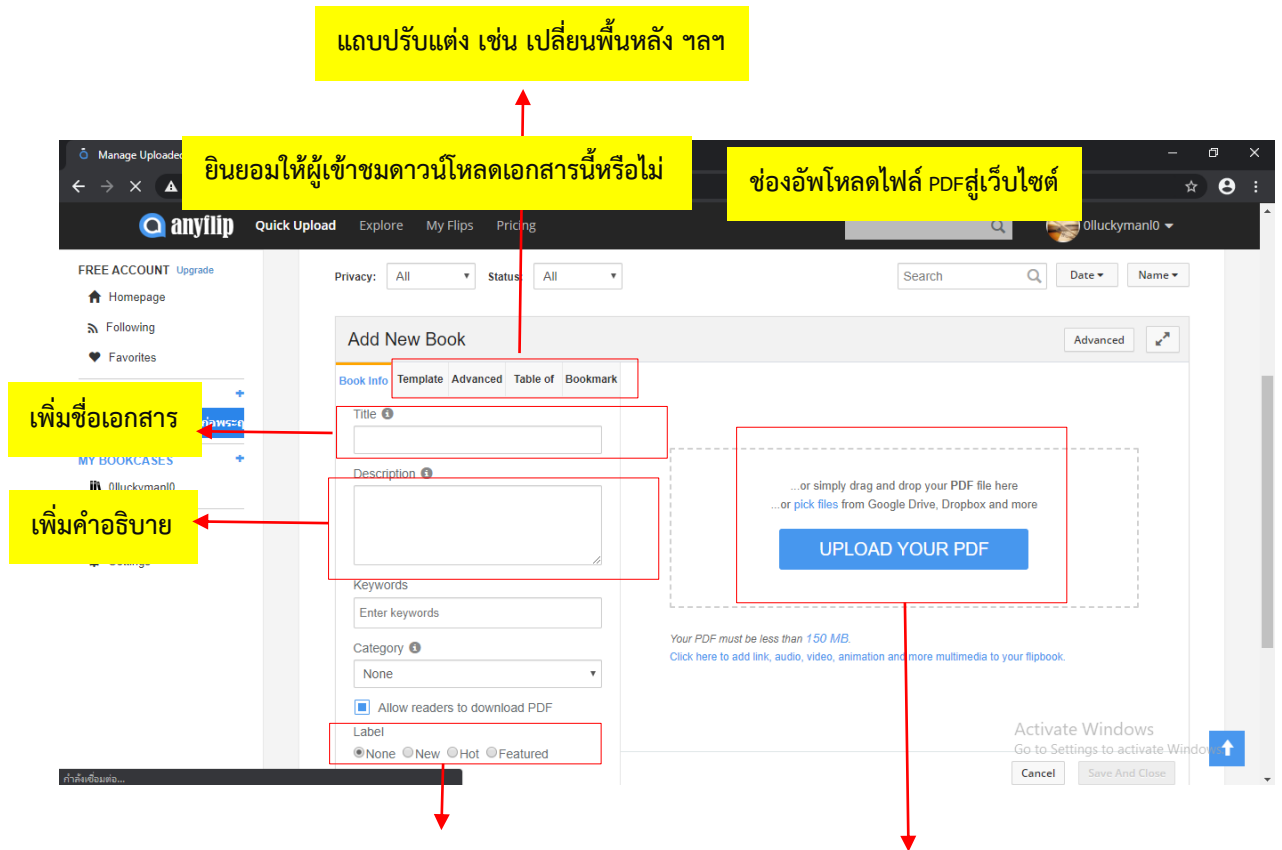 แถบปรับแต่ง เช่น เปลี่ยนพื้นหลัง ฯลฯ
Manage Uploaded
ยินยอมให้ผู้เข้าชมดาวน์โหลดเอกสารนี้หรือไม่
ช่องอัพโหลดไฟล์ PDFสู่เว็บไซต์
anyflip Quick Upload Explore My Flips Pricing 0lluckymanl0
FREE ACCOUNT Upgrade
Homepage
Following
Favorites
Privacy: All Status: All Search Date Name
Add New Book Advanced
Book Info Template Advanced Table of Bookmark
เพิ่มชื่อเอกสาร
MY BOOKCASES +
0lluckymanl0
เพิ่มคำอธิบาย
Settings
Title
Description
Keywords
Enter keywords
Category
None
Allow readers to download PDF
Label
None New Hot Featured
...or simply drag and drop your PDF file here
...or pick files from Google Drive, Dropbox and more
UPLOAD YOUR PDF
Your PDF must be less than 150 MB.
Click here to add link, audio, video, animation and more multimedia to your flipbook.
Activate Windows
Go to Settings to activate Windows.
Cancel Save And Close
กำลังเชื่อมต่อ...